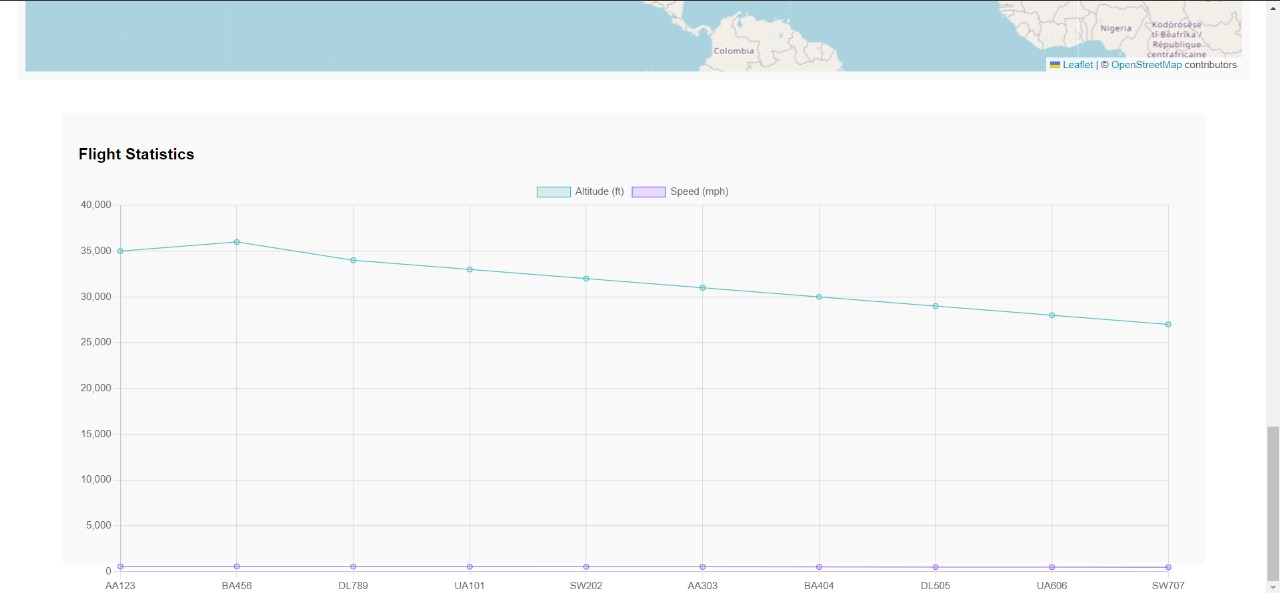 Colombia
Nigeria
Ködörösêse
tî Bêafrîka /
République
centrafricaine
Leaflet | © OpenStreetMap contributors
Flight Statistics
Altitude (ft) Speed (mph)
40,000
35,000
30,000
25,000
20,000
15,000
10,000
5,000
0
AA123 BA456 DL789 UA101 SW202 AA303 BA404 DL505 UA606 SW707